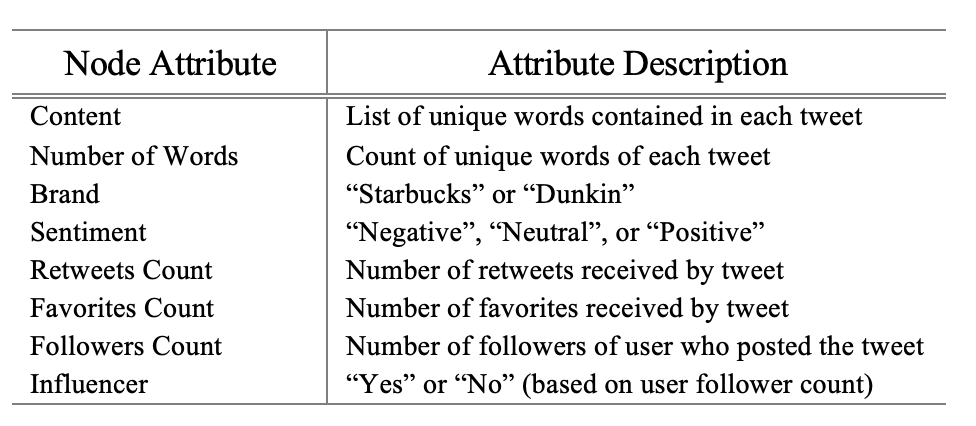 Node Attribute Attribute Description
Content List of unique words contained in each tweet
Number of Words Count of unique words of each tweet
Brand “Starbucks” or “Dunkin”
Sentiment “Negative”, “Neutral”, or “Positive”
Retweets Count Number of retweets received by tweet
Favorites Count Number of favorites received by tweet
Followers Count Number of followers of user who posted the tweet
Influencer “Yes” or “No” (based on user follower count)